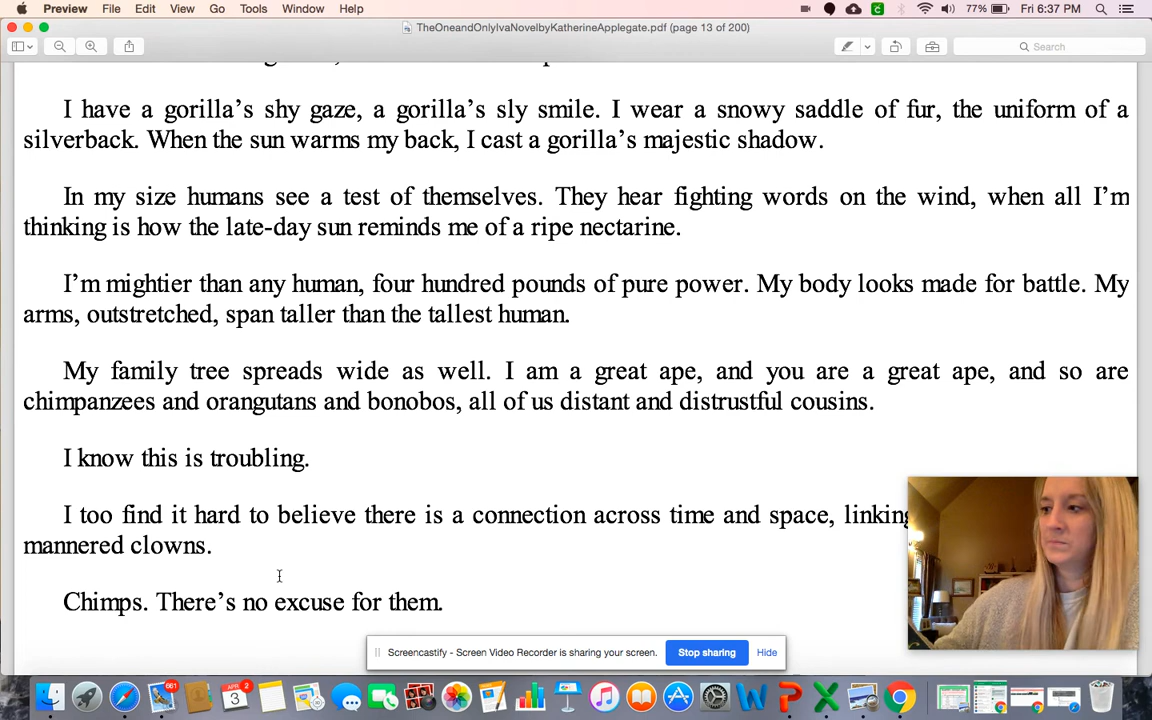 Preview File Edit View Go Tools Window Help 77% Fri 6:37 PM
TheOneandOnlyIvaNovelbyKatherineApplegate.pdf (page 13 of 200)
Search
I have a gorilla's shy gaze, a gorilla's sly smile. I wear a snowy saddle of fur, the uniform of a
silverback. When the sun warms my back, I cast a gorilla's majestic shadow.
In my size humans see a test of themselves. They hear fighting words on the wind, when all I'm
thinking is how the late-day sun reminds me of a ripe nectarine.
I'm mightier than any human, four hundred pounds of pure power. My body looks made for battle. My
arms, outstretched, span taller than the tallest human.
My family tree spreads wide as well. I am a great ape, and you are a great ape, and so are
chimpanzees and orangutans and bonobos, all of us distant and distrustful cousins.
I know this is troubling.
I too find it hard to believe there is a connection across time and space, linking
mannered clowns.
Chimps. There's no excuse for them.
Screencastify - Screen Video Recorder is sharing your screen. Stop sharing Hide
661
APR 2
3